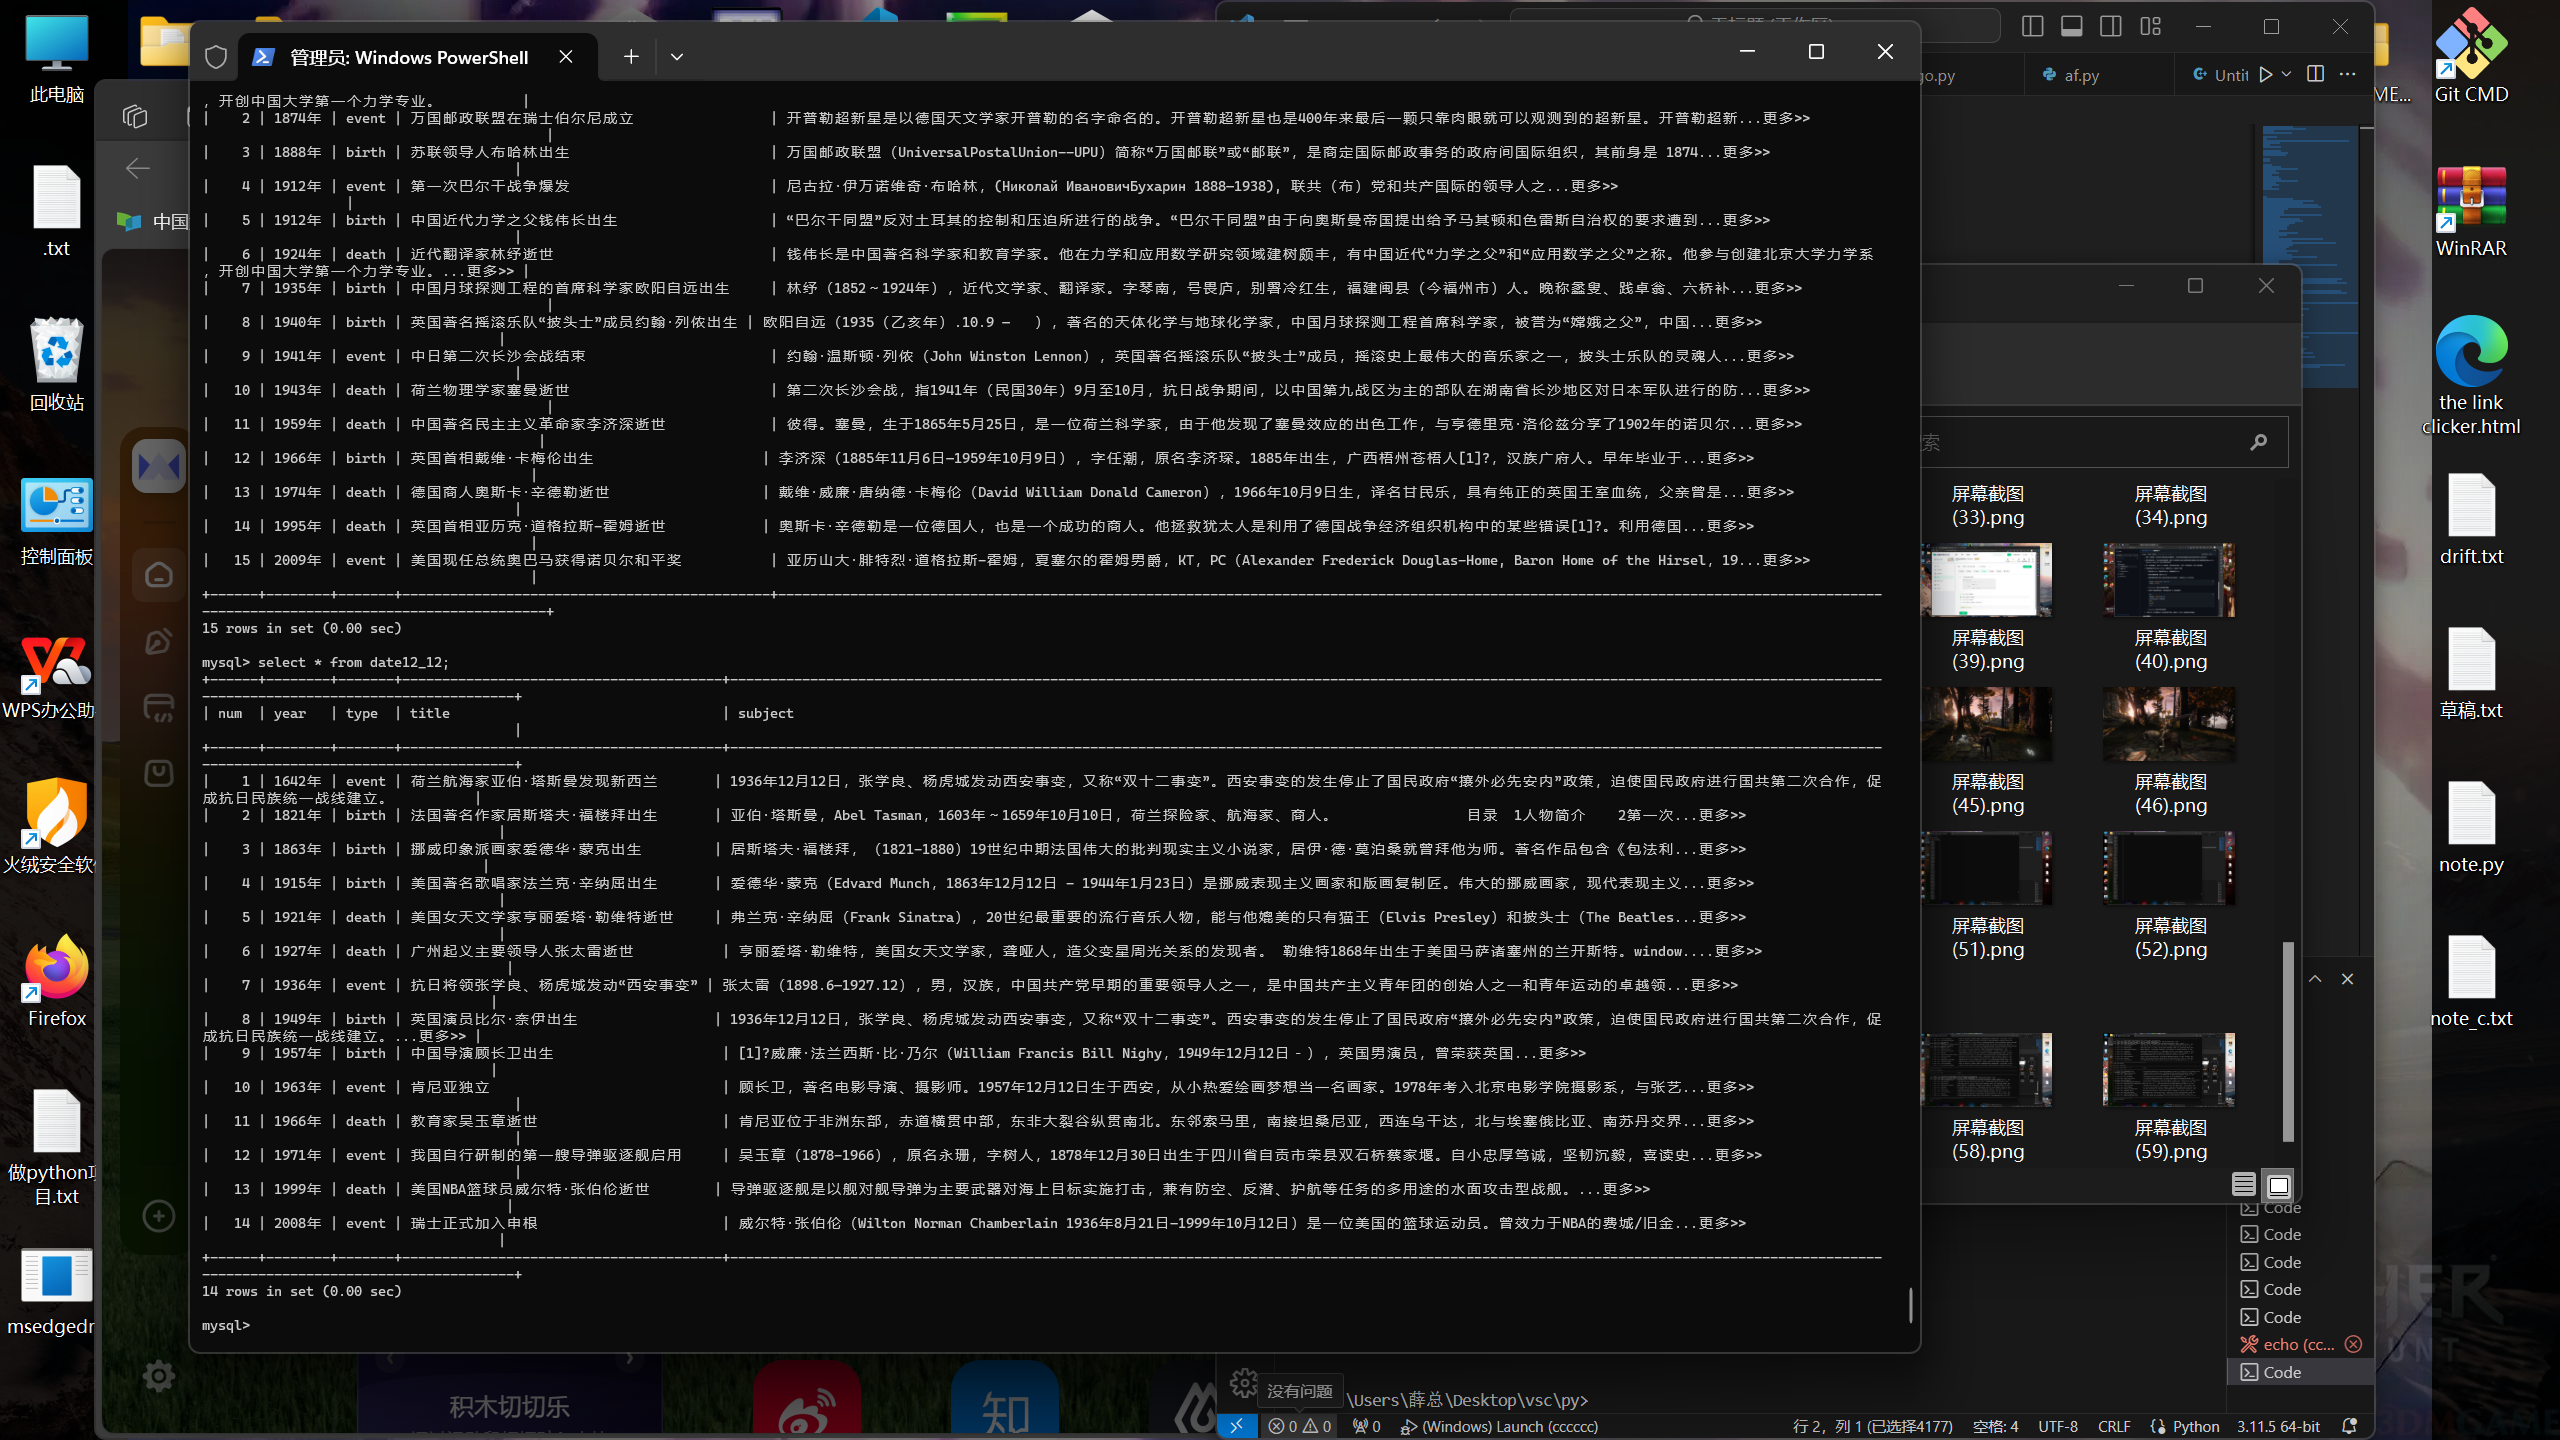 管理员: Windows PowerShell
，开创中国大学第一个力学专业。 |
| 2 | 1874年 | event | 万国邮政联盟在瑞士伯尔尼成立 | 开普勒超新星是以德国天文学家开普勒的名字命名的。开普勒超新星也是400年来最后一颗只靠肉眼就可以观测到的超新星。开普勒超新...更多>>
|
| 3 | 1888年 | birth | 苏联领导人布哈林出生 | 万国邮政联盟（UniversalPostalUnion--UPU）简称“万国邮联”或“邮联”，是商定国际邮政事务的政府间国际组织，其前身是 1874...更多>>
|
| 4 | 1912年 | event | 第一次巴尔干战争爆发 | 尼古拉·伊万诺维奇·布哈林，(Николай ИвановичБухарин 1888—1938)，联共（布）党和共产国际的领导人之...更多>>
|
| 5 | 1912年 | birth | 中国近代力学之父钱伟长出生 | “巴尔干同盟”反对土耳其的控制和压迫所进行的战争。“巴尔干同盟”由于向奥斯曼帝国提出给予马其顿和色雷斯自治权的要求遭到...更多>>
|
| 6 | 1924年 | death | 近代翻译家林纾逝世 | 钱伟长是中国著名科学家和教育学家。他在力学和应用数学研究领域建树颇丰，有中国近代“力学之父”和“应用数学之父”之称。他参与创建北京大学力学系
，开创中国大学第一个力学专业。...更多>> |
| 7 | 1935年 | birth | 中国月球探测工程的首席科学家欧阳自远出生 | 林纾（1852～1924年），近代文学家、翻译家。字琴南，号畏庐，别署冷红生，福建闽县（今福州市）人。晚称蠡叟、践卓翁、六桥补...更多>>
|
| 8 | 1940年 | birth | 英国著名摇滚乐队“披头士”成员约翰·列侬出生 | 欧阳自远（1935（乙亥年）.10.9 — ），著名的天体化学与地球化学家，中国月球探测工程首席科学家，被誉为“嫦娥之父”，中国...更多>>
|
| 9 | 1941年 | event | 中日第二次长沙会战结束 | 约翰·温斯顿·列侬（John Winston Lennon），英国著名摇滚乐队“披头士”成员，摇滚史上最伟大的音乐家之一，披头士乐队的灵魂人...更多>>
|
| 10 | 1943年 | death | 荷兰物理学家塞曼逝世 | 第二次长沙会战，指1941年（民国30年）9月至10月，抗日战争期间，以中国第九战区为主的部队在湖南省长沙地区对日本军队进行的防...更多>>
|
| 11 | 1959年 | death | 中国著名民主主义革命家李济深逝世 | 彼得。塞曼，生于1865年5月25日，是一位荷兰科学家，由于他发现了塞曼效应的出色工作，与亨德里克·洛伦兹分享了1902年的诺贝尔...更多>>
|
| 12 | 1966年 | birth | 英国首相戴维·卡梅伦出生 | 李济深（1885年11月6日—1959年10月9日），字任潮，原名李济琛。1885年出生，广西梧州苍梧人[1]?，汉族广府人。早年毕业于...更多>>
|
| 13 | 1974年 | death | 德国商人奥斯卡·辛德勒逝世 | 戴维·威廉·唐纳德·卡梅伦（David William Donald Cameron），1966年10月9日生，译名甘民乐，具有纯正的英国王室血统，父亲曾是...更多>>
|
| 14 | 1995年 | death | 英国首相亚历克·道格拉斯-霍姆逝世 | 奥斯卡·辛德勒是一位德国人，也是一个成功的商人。他拯救犹太人是利用了德国战争经济组织机构中的某些错误[1]?。利用德国...更多>>
|
| 15 | 2009年 | event | 美国现任总统奥巴马获得诺贝尔和平奖 | 亚历山大·腓特烈·道格拉斯-霍姆，夏塞尔的霍姆男爵，KT，PC（Alexander Frederick Douglas-Home, Baron Home of the Hirsel，19...更多>>
|
15 rows in set (0.00 sec)
mysql> select * from date12_12;
| num | year | type | title | subject
|
| 1 | 1642年 | event | 荷兰航海家亚伯·塔斯曼发现新西兰 | 1936年12月12日，张学良、杨虎城发动西安事变，又称“双十二事变”。西安事变的发生停止了国民政府“攘外必先安内”政策，迫使国民政府进行国共第二次合作，促
成抗日民族统一战线建立。 |
| 2 | 1821年 | birth | 法国著名作家居斯塔夫·福楼拜出生 | 亚伯·塔斯曼，Abel Tasman，1603年～1659年10月10日，荷兰探险家、航海家、商人。 目录 1人物简介 2第一次...更多>>
|
| 3 | 1863年 | birth | 挪威印象派画家爱德华·蒙克出生 | 居斯塔夫·福楼拜，（1821-1880）19世纪中期法国伟大的批判现实主义小说家，居伊·德·莫泊桑就曾拜他为师。著名作品包含《包法利...更多>>
|
| 4 | 1915年 | birth | 美国著名歌唱家法兰克·辛纳屈出生 | 爱德华·蒙克（Edvard Munch，1863年12月12日 - 1944年1月23日）是挪威表现主义画家和版画复制匠。伟大的挪威画家，现代表现主义...更多>>
|
| 5 | 1921年 | death | 美国女天文学家亨丽爱塔·勒维特逝世 | 弗兰克·辛纳屈（Frank Sinatra），20世纪最重要的流行音乐人物，能与他媲美的只有猫王（Elvis Presley）和披头士（The Beatles...更多>>
|
| 6 | 1927年 | death | 广州起义主要领导人张太雷逝世 | 亨丽爱塔·勒维特，美国女天文学家，聋哑人，造父变星周光关系的发现者。 勒维特1868年出生于美国马萨诸塞州的兰开斯特。window....更多>>
|
| 7 | 1936年 | event | 抗日将领张学良、杨虎城发动“西安事变” | 张太雷（1898.6—1927.12），男，汉族，中国共产党早期的重要领导人之一，是中国共产主义青年团的创始人之一和青年运动的卓越领...更多>>
|
| 8 | 1949年 | birth | 英国演员比尔·奈伊出生 | 1936年12月12日，张学良、杨虎城发动西安事变，又称“双十二事变”。西安事变的发生停止了国民政府“攘外必先安内”政策，迫使国民政府进行国共第二次合作，促
成抗日民族统一战线建立。...更多>> |
| 9 | 1957年 | birth | 中国导演顾长卫出生 | [1]?威廉·法兰西斯·比·乃尔（William Francis Bill Nighy，1949年12月12日－），英国男演员，曾荣获英国...更多>>
|
| 10 | 1963年 | event | 肯尼亚独立 | 顾长卫，著名电影导演、摄影师。1957年12月12日生于西安，从小热爱绘画梦想当一名画家。1978年考入北京电影学院摄影系，与张艺...更多>>
|
| 11 | 1966年 | death | 教育家吴玉章逝世 | 肯尼亚位于非洲东部，赤道横贯中部，东非大裂谷纵贯南北。东邻索马里，南接坦桑尼亚，西连乌干达，北与埃塞俄比亚、南苏丹交界...更多>>
|
| 12 | 1971年 | event | 我国自行研制的第一艘导弹驱逐舰启用 | 吴玉章（1878-1966），原名永珊，字树人，1878年12月30日出生于四川省自贡市荣县双石桥蔡家堰。自小忠厚笃诚，坚韧沉毅，喜读史...更多>>
|
| 13 | 1999年 | death | 美国NBA篮球员威尔特·张伯伦逝世 | 导弹驱逐舰是以舰对舰导弹为主要武器对海上目标实施打击，兼有防空、反潜、护航等任务的多用途的水面攻击型战舰。...更多>>
|
| 14 | 2008年 | event | 瑞士正式加入申根 | 威尔特·张伯伦（Wilton Norman Chamberlain 1936年8月21日-1999年10月12日）是一位美国的篮球运动员。曾效力于NBA的费城/旧金...更多>>
|
14 rows in set (0.00 sec)
mysql>
此电脑
.txt
回收站
控制面板
WPS办公助
火绒安全软
Firefox
做python项
目.txt
msedgedr
中国
积木切切乐
知
go.py
af.py
Untit
索
屏幕截图
(33).png
屏幕截图
(34).png
屏幕截图
(39).png
屏幕截图
(40).png
屏幕截图
(45).png
屏幕截图
(46).png
屏幕截图
(51).png
屏幕截图
(52).png
屏幕截图
(58).png
屏幕截图
(59).png
Code
Code
Code
Code
Code
echo (cc...
Code
没有问题
\Users\薛总\Desktop\vsc\py>
0 0
0
(Windows) Launch (cccccc)
行 2，列 1 (已选择4177)
空格: 4
UTF-8
CRLF
Python
3.11.5 64-bit
ME...
Git CMD
WinRAR
the link
clicker.html
drift.txt
草稿.txt
note.py
note_c.txt